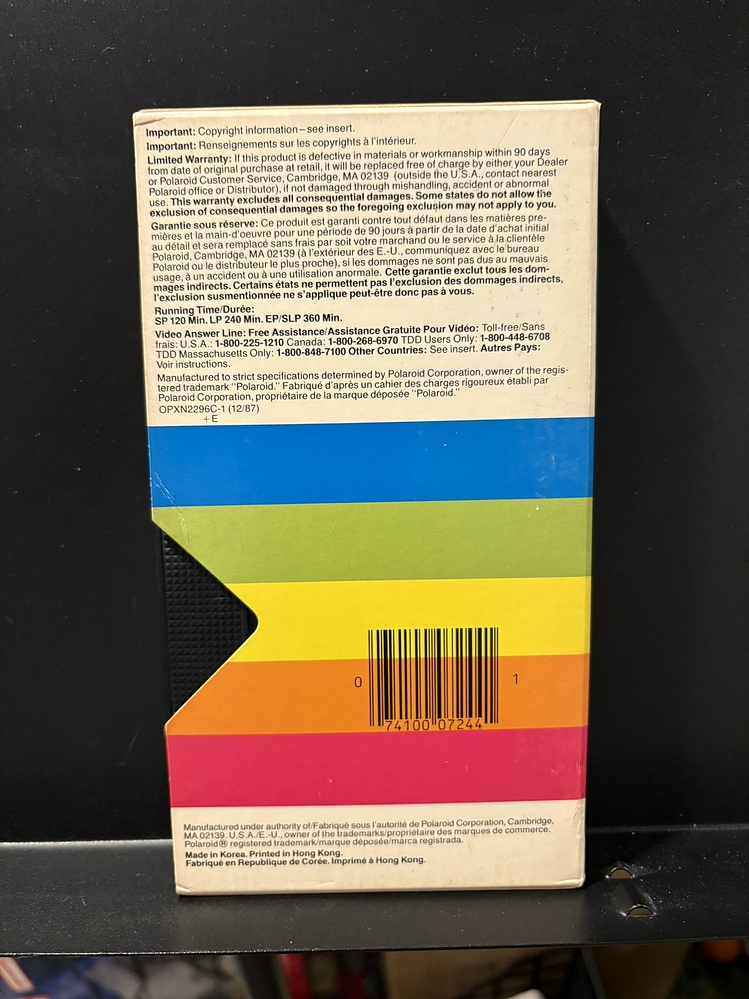 Important: Copyright information–see insert.
Important: Renseignements sur les copyrights à l'intérieur.
Limited Warranty: If this product is defective in materials or workmanship within 90 days
from date of original purchase at retail, it will be replaced free of charge by either your Dealer
or Polaroid Customer Service, Cambridge, MA 02139 (outside the U.S.A., contact nearest
Polaroid office or Distributor), if not damaged through mishandling, accident or abnormal
use. This warranty excludes all consequential damages. Some states do not allow the
exclusion of consequential damages so the foregoing exclusion may not apply to you.
Garantie sous réserve: Ce produit est garanti contre tout défaut dans les matières pre-
mières et la main-d'oeuvre pour une période de 90 jours à partir de la date d'achat initial
au détail et sera remplacé sans frais par soit votre marchand ou le service à la clientèle
Polaroid, Cambridge, MA 02139 (à l'extérieur des E.-U., communiquez avec le bureau
Polaroid ou le distributeur le plus proche), si les dommages ne sont pas dus au mauvais
usage, à un accident ou à une utilisation anormale. Cette garantie exclut tous les dom-
mages indirects. Certains états ne permettent pas l'exclusion des dommages indirects,
l'exclusion susmentionnée ne s'applique peut-être donc pas à vous.
Running Time/Durée:
SP 120 Min. LP 240 Min. EP/SLP 360 Min.
Video Answer Line: Free Assistance/Assistance Gratuite Pour Vidéo: Toll-free/Sans
frais: U.S.A.: 1-800-225-1210 Canada: 1-800-268-6970 TDD Users Only: 1-800-448-6708
TDD Massachusetts Only: 1-800-848-7100 Other Countries: See insert. Autres Pays:
Voir instructions.
Manufactured to strict specifications determined by Polaroid Corporation, owner of the regis-
tered trademark "Polaroid." Fabriqué d'après un cahier des charges rigoureux établi par
Polaroid Corporation, propriétaire de la marque déposée "Polaroid."
OPXN2296C-1 (12/87)
+E
0 74100 07244 1
Manufactured under authority of/Fabriqué sous l'autorité de Polaroid Corporation, Cambridge,
MA 02139. U.S.A./E.-U., owner of the trademarks/propriétaire des marques de commerce.
Polaroid® registered trademark/marque déposée/marca registrada.
Made in Korea. Printed in Hong Kong.
Fabriqué en Republique de Corée. Imprimé à Hong Kong.